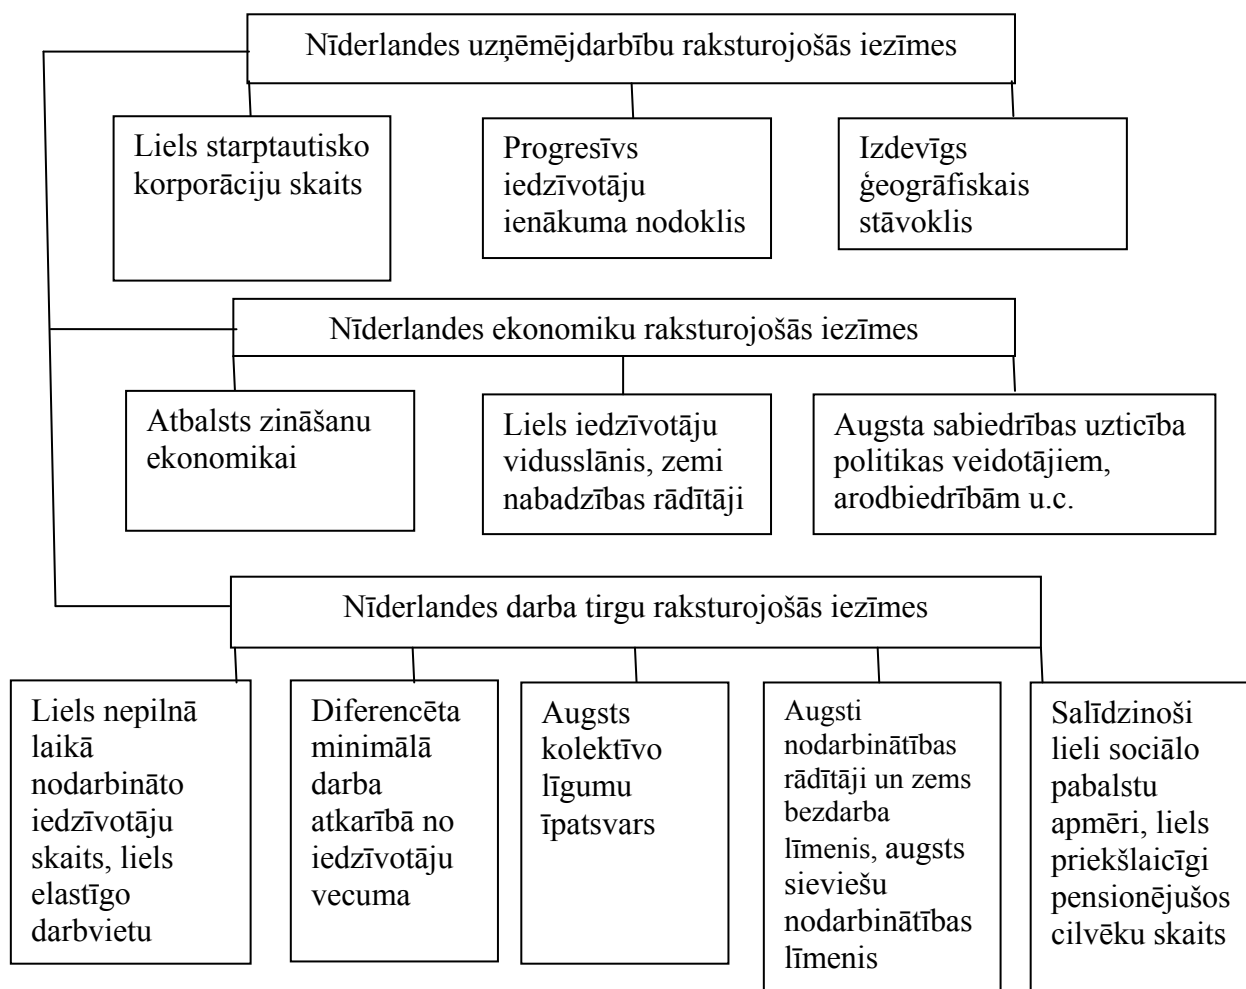 Nīderlandes uzņēmējdarbību raksturojošās iezīmes
Liels starptautisko
korporāciju skaits
Progresīvs
iedzīvotāju
ienākuma nodoklis
Izdevīgs
ģeogrāfiskais
stāvoklis
Nīderlandes ekonomiku raksturojošās iezīmes
Atbalsts zināšanu
ekonomikai
Liels iedzīvotāju
vidusslānis, zemi
nabadzības rādītāji
Augsta sabiedrības uzticība
politikas veidotājiem,
arodbiedrībām u.c.
Nīderlandes darba tirgu raksturojošās iezīmes
Liels nepilnā
laikā
nodarbināto
iedzīvotāju
skaits, liels
elastīgo
darbvietu
Diferencēta
minimālā
darba
atkarībā no
iedzīvotāju
vecuma
Augsts
kolektīvo
līgumu
īpatsvars
Augsti
nodarbinātības
rādītāji un zems
bezdarba
līmenis, augsts
sieviešu
nodarbinātības
līmenis
Salīdzinoši
lieli sociālo
pabalstu
apmēri, liels
priekšlaicīgi
pensionējušos
cilvēku skaits